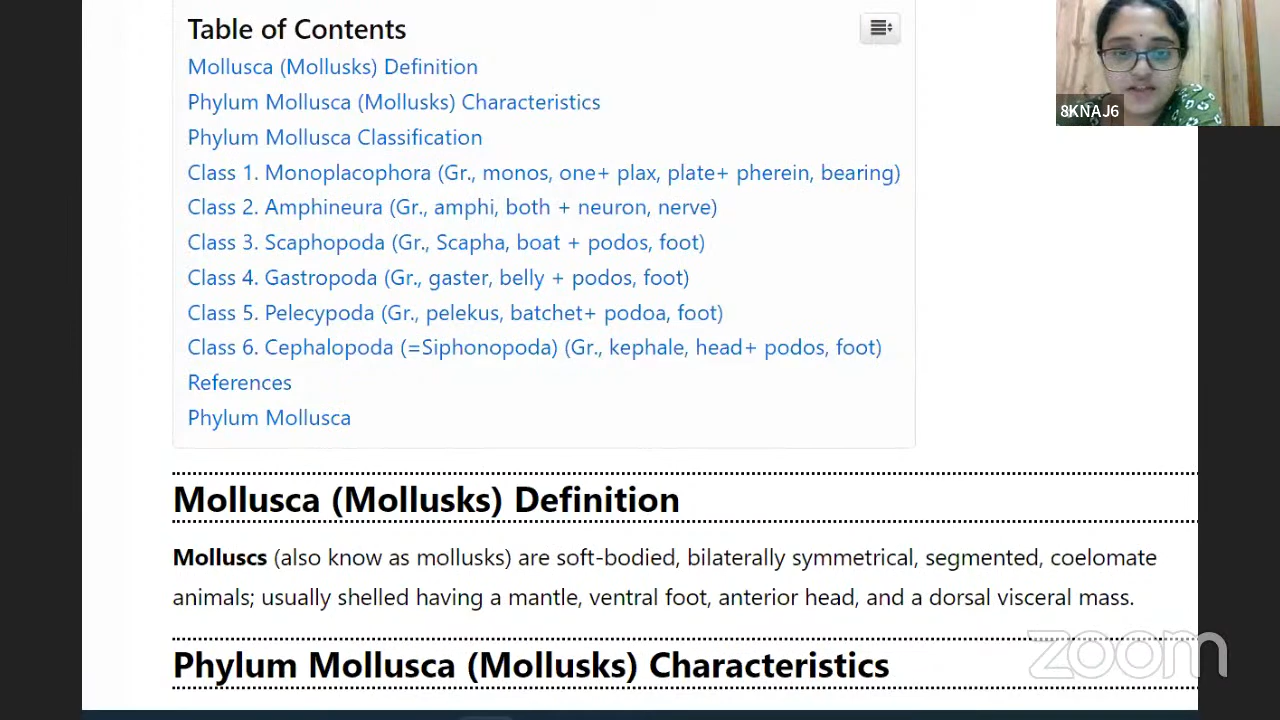 Table of Contents
Mollusca (Mollusks) Definition
Phylum Mollusca (Mollusks) Characteristics
Phylum Mollusca Classification
Class 1. Monoplacophora (Gr., monos, one+ plax, plate+ pherein, bearing)
Class 2. Amphineura (Gr., amphi, both + neuron, nerve)
Class 3. Scaphopoda (Gr., Scapha, boat + podos, foot)
Class 4. Gastropoda (Gr., gaster, belly + podos, foot)
Class 5. Pelecypoda (Gr., pelekus, batchet+ podoa, foot)
Class 6. Cephalopoda (=Siphonopoda) (Gr., kephale, head+ podos, foot)
References
Phylum Mollusca
8KNAJ6
Mollusca (Mollusks) Definition
Molluscs (also know as mollusks) are soft-bodied, bilaterally symmetrical, segmented, coelomate
animals; usually shelled having a mantle, ventral foot, anterior head, and a dorsal visceral mass.
Phylum Mollusca (Mollusks) Characteristics
zoom